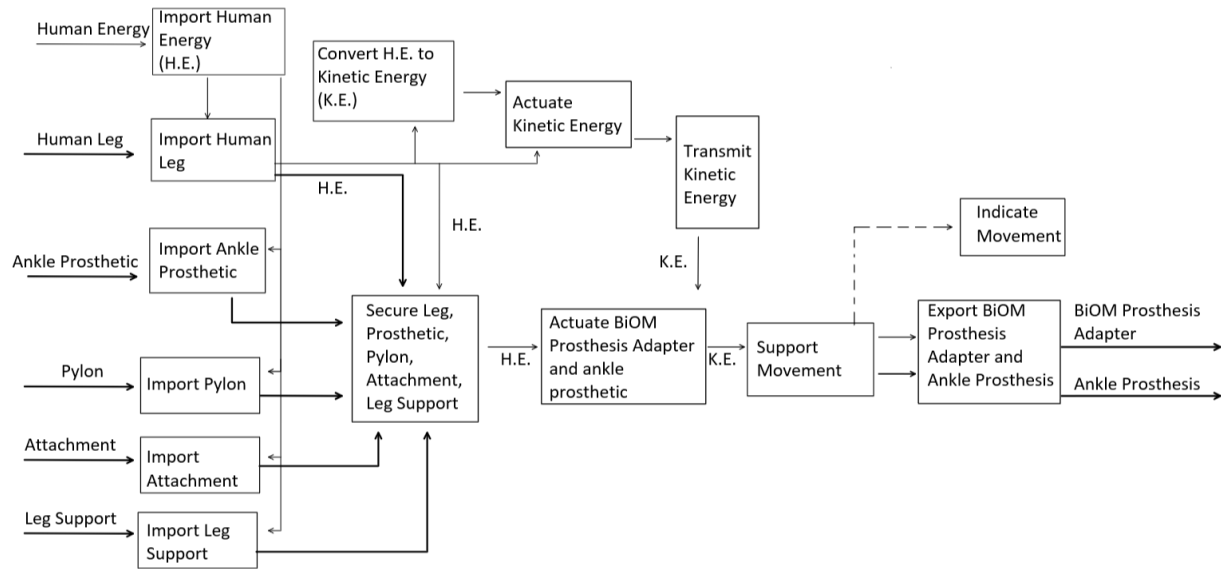 Human Energy
Import Human
Energy
(H.E.)
Convert H.E. to
Kinetic Energy
(K.E.)
Actuate
Kinetic Energy
Human Leg
Import Human
Leg
Transmit
Kinetic
Energy
H.E.
H.E.
Indicate
Movement
Ankle Prosthetic
Import Ankle
Prosthetic
K.E.
Secure Leg,
Prosthetic,
Pylon,
Attachment,
Leg Support
H.E.
Actuate BiOM
Prosthesis Adapter
and ankle
prosthetic
K.E.
Support
Movement
Export BiOM
Prosthesis
Adapter and
Ankle Prosthesis
BiOM Prosthesis
Adapter
Ankle Prosthesis
Pylon
Import Pylon
Attachment
Import
Attachment
Leg Support
Import Leg
Support